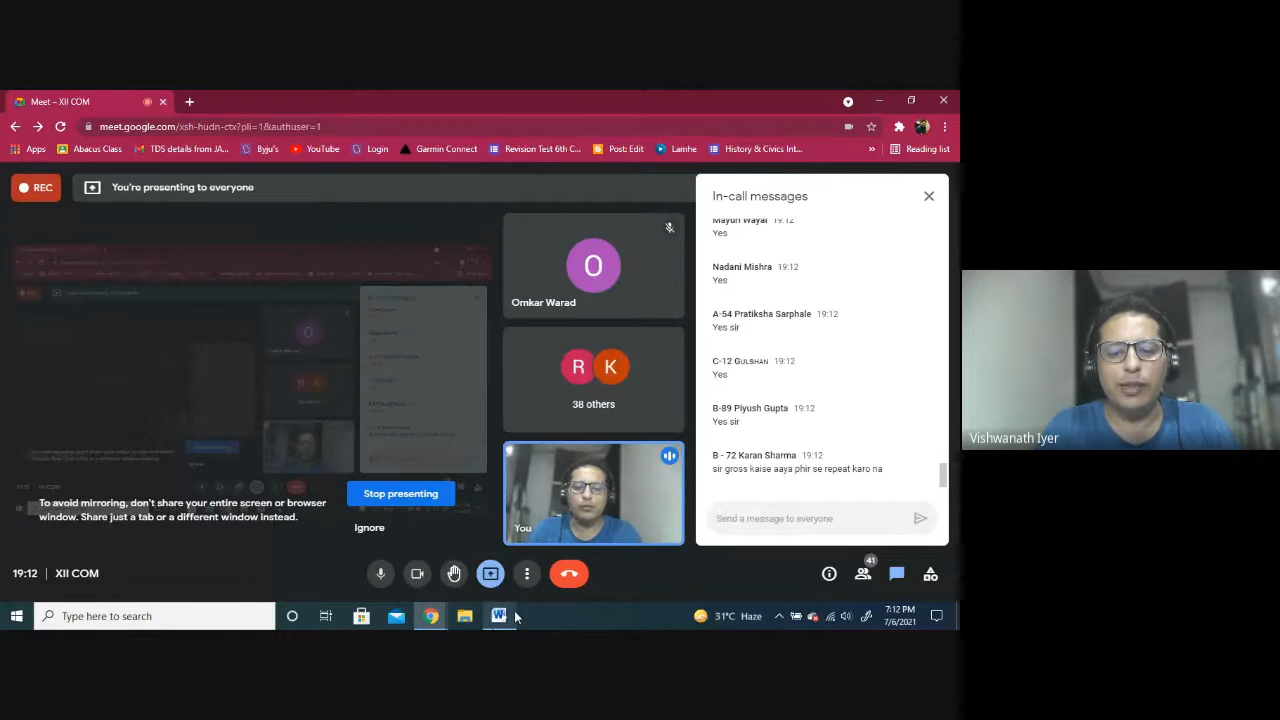 Meet – XII COM
meet.google.com/xsh-hudn-ctx?pli=1&authuser=1
Apps
Abacus Class
TDS details from JA...
Byju's
YouTube
Login
Garmin Connect
Revision Test 6th C...
Post: Edit
Lamhe
History & Civics Int...
»
Reading list
REC
You're presenting to everyone
In-call messages
Mayuri Wayal 19:12
Yes
Nadani Mishra 19:12
Yes
A-54 Pratiksha Sarphale 19:12
Yes sir
C-12 GULSHAN 19:12
Yes
B-89 Piyush Gupta 19:12
Yes sir
B - 72 Karan Sharma 19:12
sir gross kaise aaya phir se repeat karo na
Send a message to everyone
O
Omkar Warad
R K
38 others
You
To avoid mirroring, don't share your entire screen or browser
window. Share just a tab or a different window instead.
Stop presenting
Ignore
Vishwanath Iyer
19:12 | XII COM
41
Type here to search
W
31°C Haze
7:12 PM
7/6/2021